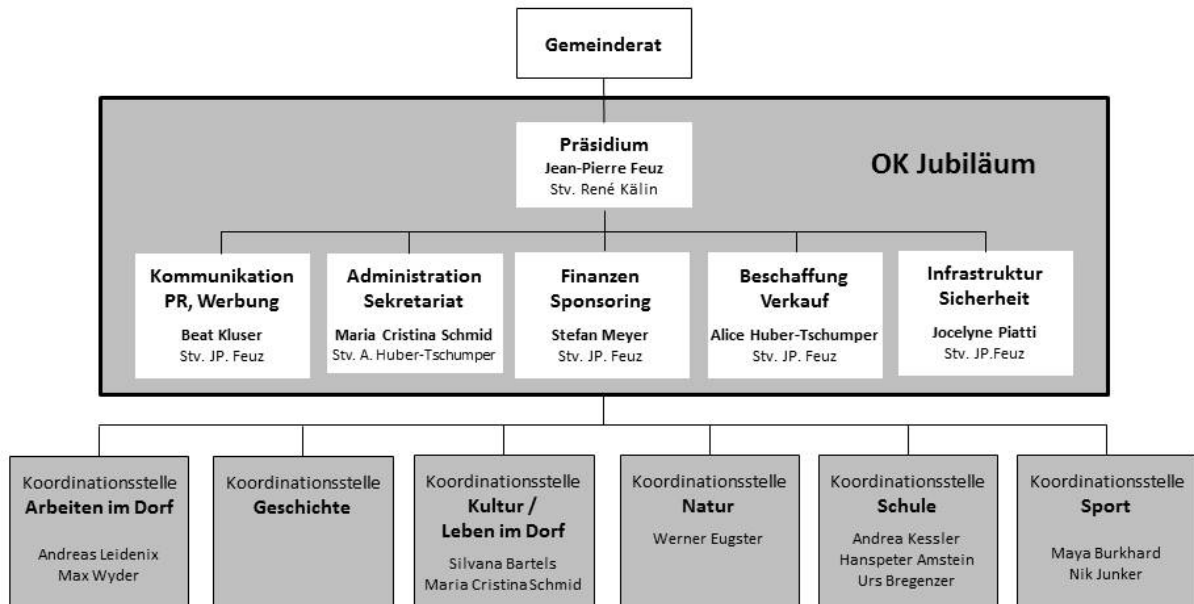 Gemeinderat
Präsidium
Jean-Pierre Feuz
Stv. René Kälin
OK Jubiläum
Kommunikation
PR, Werbung
Beat Kluser
Stv. JP. Feuz
Administration
Sekretariat
Maria Cristina Schmid
Stv. A. Huber-Tschumper
Finanzen
Sponsoring
Stefan Meyer
Stv. JP. Feuz
Beschaffung
Verkauf
Alice Huber-Tschumper
Stv. JP. Feuz
Infrastruktur
Sicherheit
Jocelyne Piatti
Stv. JP.Feuz
Koordinationsstelle
Arbeiten im Dorf
Andreas Leidenix
Max Wyder
Koordinationsstelle
Geschichte
Koordinationsstelle
Kultur /
Leben im Dorf
Silvana Bartels
Maria Cristina Schmid
Koordinationsstelle
Natur
Werner Eugster
Koordinationsstelle
Schule
Andrea Kessler
Hanspeter Amstein
Urs Bregenzer
Koordinationsstelle
Sport
Maya Burkhard
Nik Junker